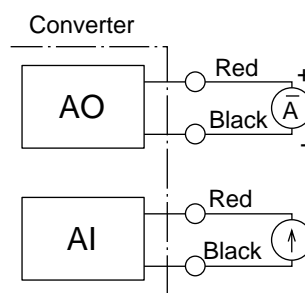 Converter
Red
+
AO
A
Black
-
Red
AI
Black